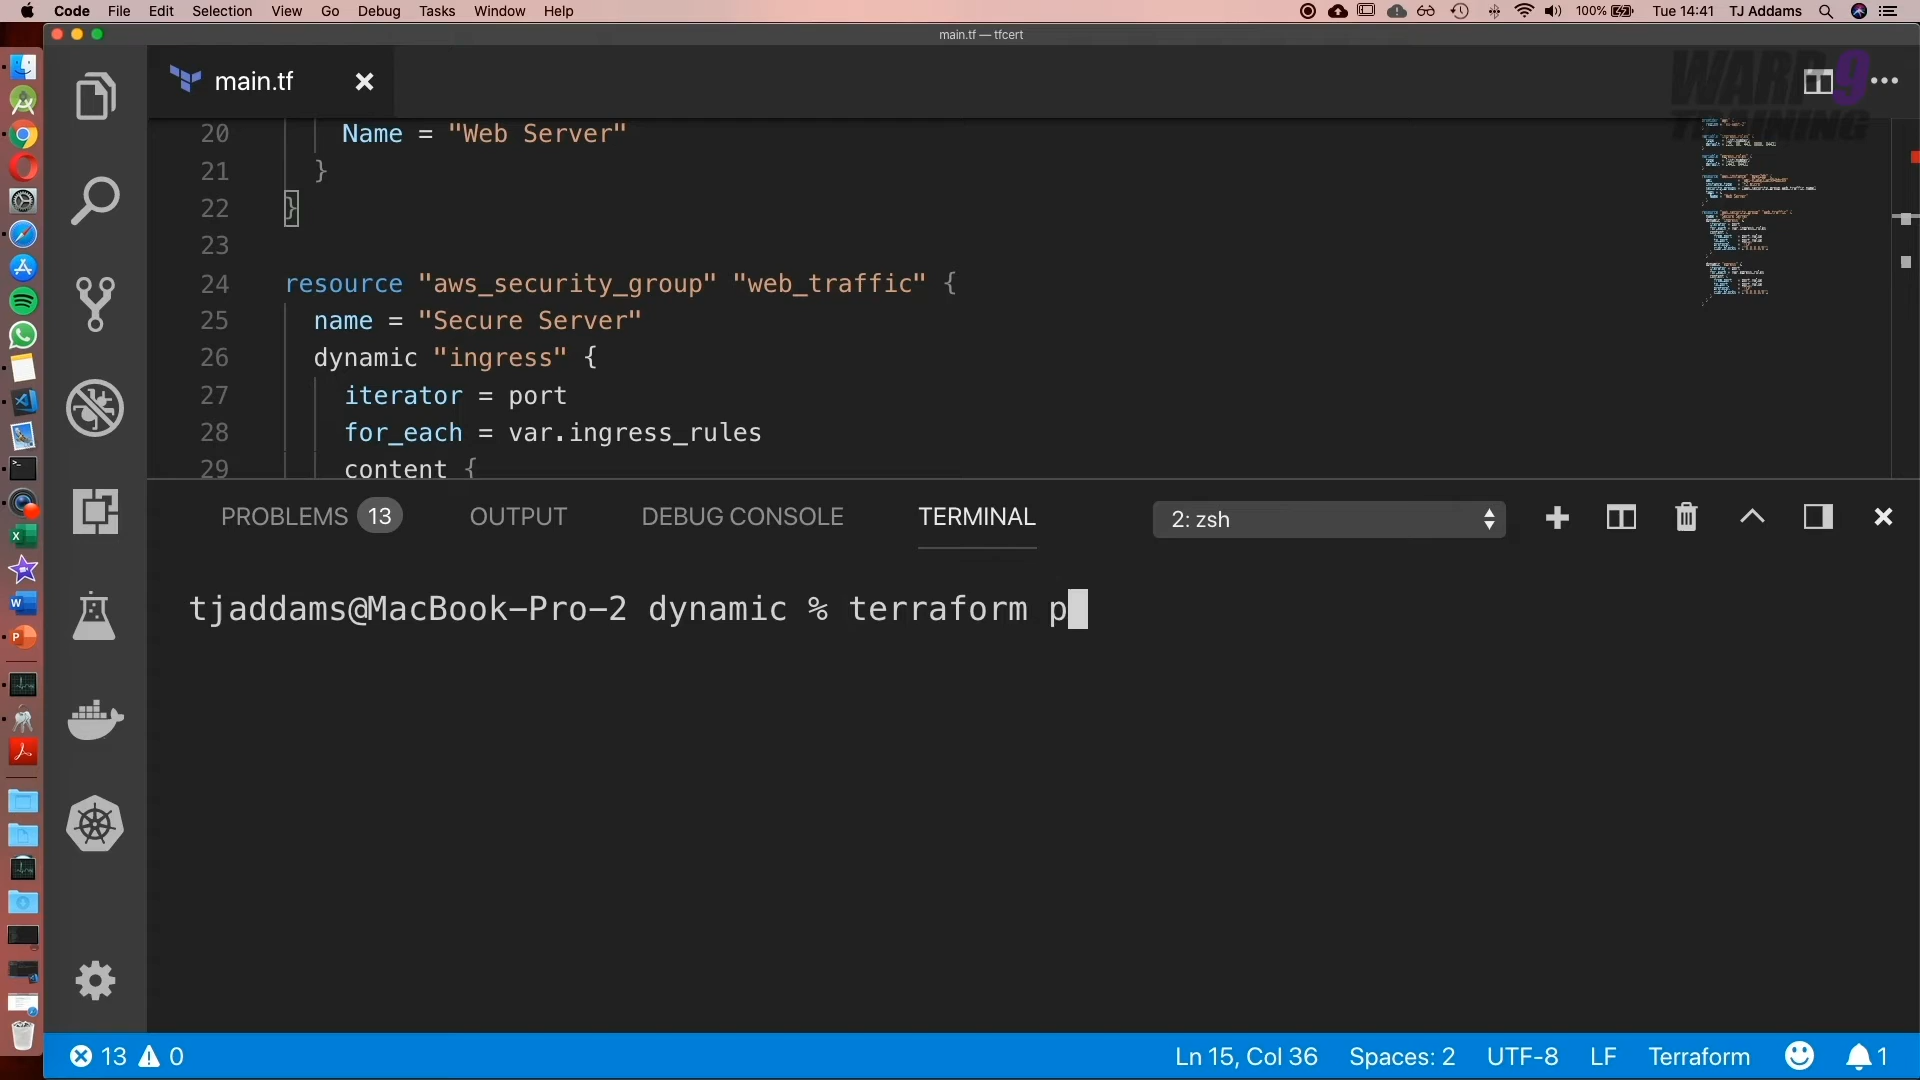 Code File Edit Selection View Go Debug Tasks Window Help 100% Tue 14:41 TJ Addams
main.tf — tfcert
main.tf
WARP 9
TRAINING
20 Name = "Web Server"
21 }
22 }
23
24 resource "aws_security_group" "web_traffic" {
25 name = "Secure Server"
26 dynamic "ingress" {
27 iterator = port
28 for_each = var.ingress_rules
29 content {
PROBLEMS 13 OUTPUT DEBUG CONSOLE TERMINAL 2: zsh
tjaddams@MacBook-Pro-2 dynamic % terraform p
13 0 Ln 15, Col 36 Spaces: 2 UTF-8 LF Terraform 1